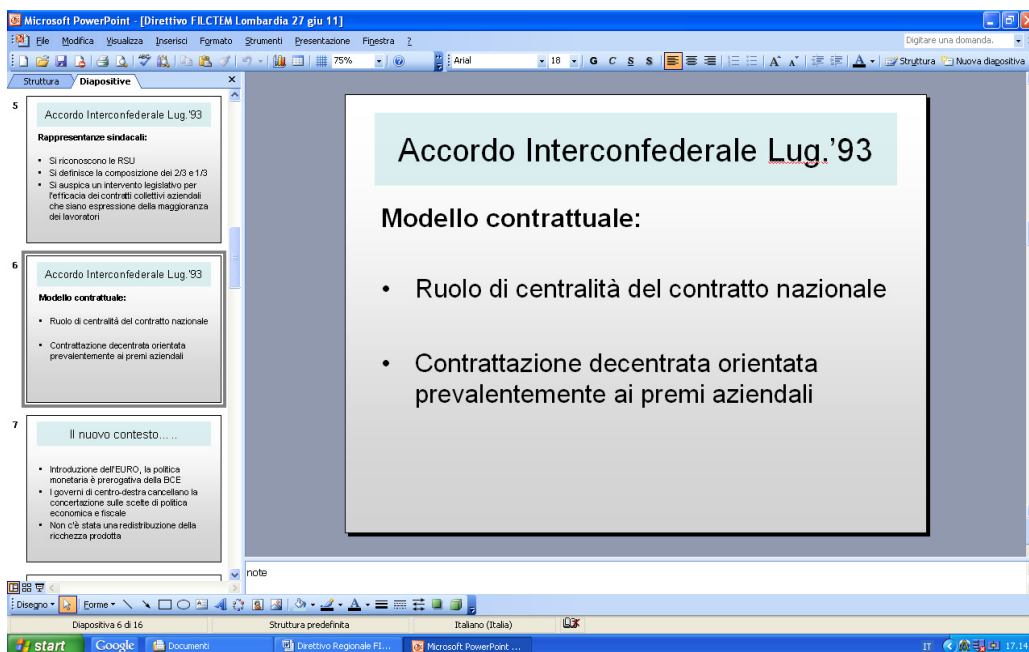 Microsoft PowerPoint - [Direttivo FILCTEM Lombardia 27 giu 11]
File Modifica Visualizza Inserisci Formato Strumenti Presentazione Finestra ?
Digitare una domanda.
75%
Arial
18
G C S S
Struttura
Nuova diapositiva
Struttura
Diapositive
5
Accordo Interconfederale Lug.'93
Rappresentanze sindacali:
• Si riconoscono le RSU
• Si definisce la composizione dei 2/3 e 1/3
• Si auspica un intervento legislativo per
l'efficacia dei contratti collettivi aziendali
che siano espressione della maggioranza
dei lavoratori
6
Accordo Interconfederale Lug.'93
Modello contrattuale:
• Ruolo di centralità del contratto nazionale
• Contrattazione decentrata orientata
prevalentemente ai premi aziendali
7
Il nuovo contesto.....
• Introduzione dell'EURO, la politica
monetaria è prerogativa della BCE
• I governi di centro-destra cancellano la
concertazione sulle scelte di politica
economica e fiscale
• Non c'è stata una redistribuzione della
ricchezza prodotta
Accordo Interconfederale Lug.'93
Modello contrattuale:
• Ruolo di centralità del contratto nazionale
• Contrattazione decentrata orientata
prevalentemente ai premi aziendali
note
Disegno
Forme
Diapositiva 6 di 16
Struttura predefinita
Italiano (Italia)
start
Google
Documenti
Direttivo Regionale FI...
Microsoft PowerPoint ...
IT
17.14